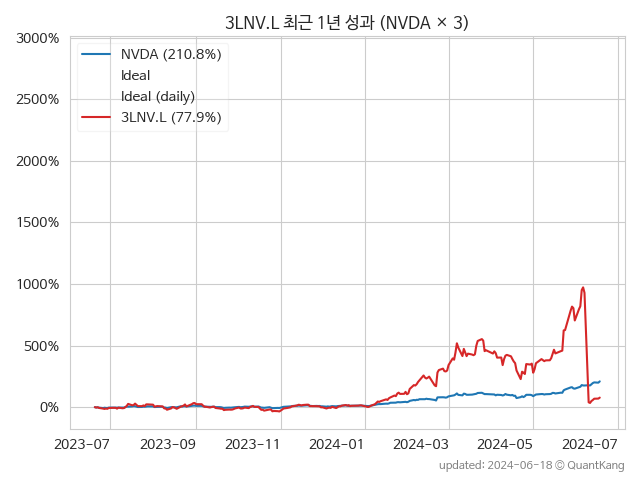 3LNV.L 최근 1년 성과 (NVDA × 3)
3000%
2500%
2000%
1500%
1000%
500%
0%
NVDA (210.8%)
Ideal
Ideal (daily)
3LNV.L (77.9%)
2023-07 2023-09 2023-11 2024-01 2024-03 2024-05 2024-07
updated: 2024-06-18 © QuantKang